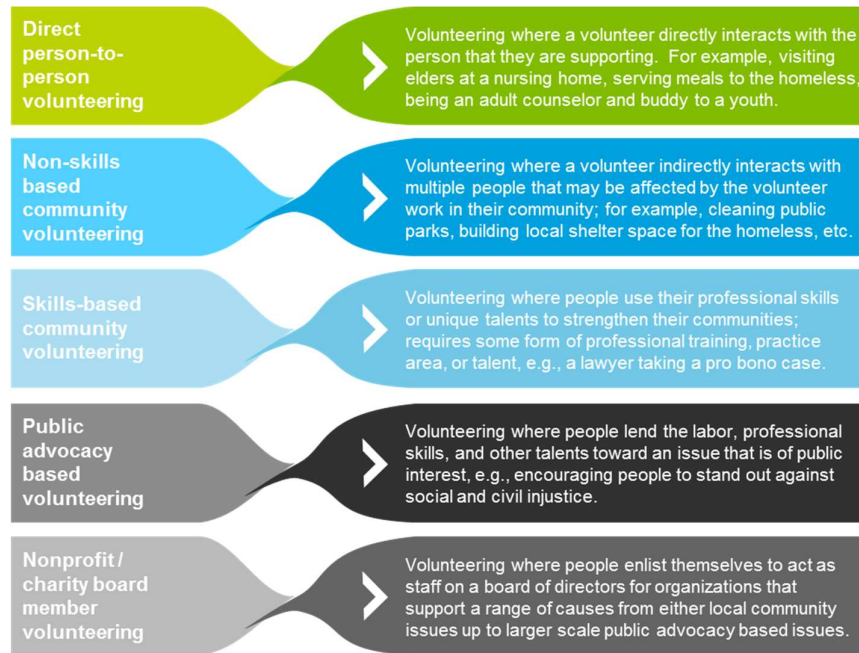 Direct
person-to-
person
volunteering
Volunteering where a volunteer directly interacts with the
person that they are supporting.  For example, visiting
elders at a nursing home, serving meals to the homeless,
being an adult counselor and buddy to a youth.
Non-skills
based
community
volunteering
Volunteering where a volunteer indirectly interacts with
multiple people that may be affected by the volunteer
work in their community; for example, cleaning public
parks, building local shelter space for the homeless, etc.
Skills-based
community
volunteering
Volunteering where people use their professional skills
or unique talents to strengthen their communities;
requires some form of professional training, practice
area, or talent, e.g., a lawyer taking a pro bono case.
Public
advocacy
based
volunteering
Volunteering where people lend the labor, professional
skills, and other talents toward an issue that is of public
interest, e.g., encouraging people to stand out against
social and civil injustice.
Nonprofit /
charity board
member
volunteering
Volunteering where people enlist themselves to act as
staff on a board of directors for organizations that
support a range of causes from either local community
issues up to larger scale public advocacy based issues.